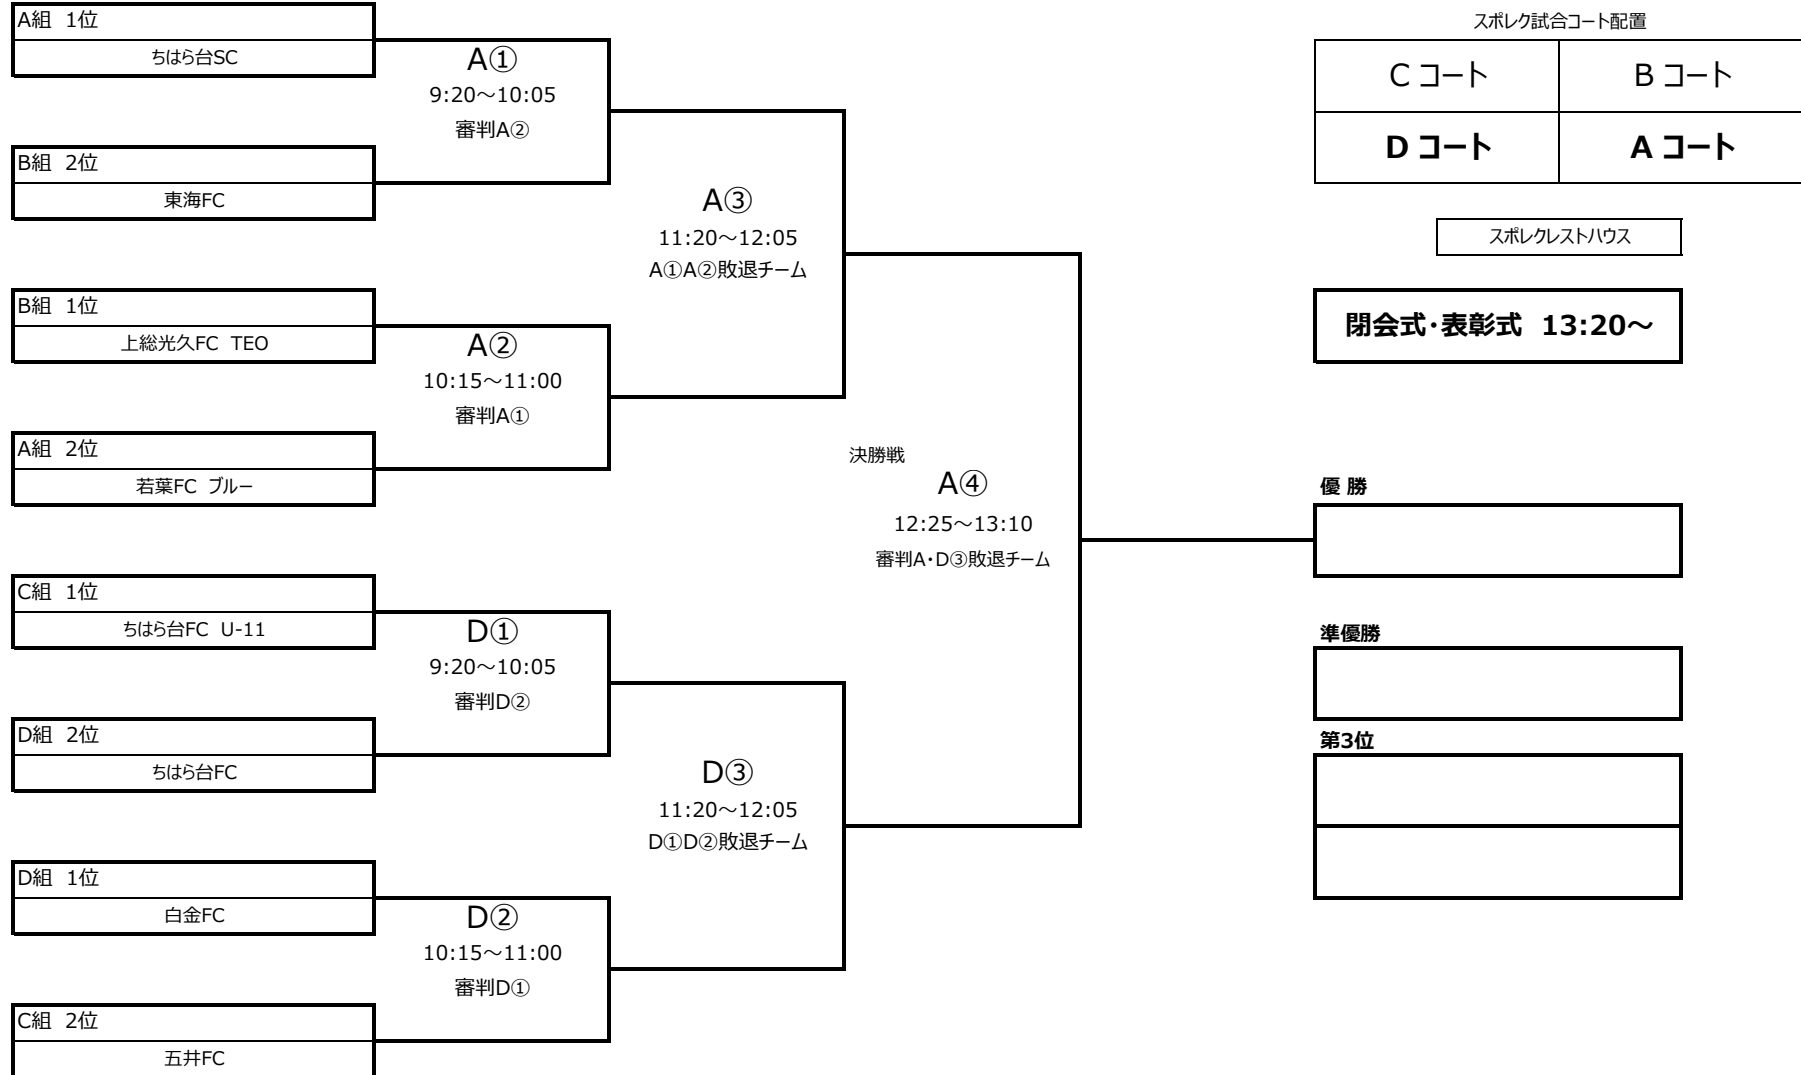 A組 1位
ちはら台SC
A①
9:20～10:05
審判A②
B組 2位
東海FC
A③
11:20～12:05
A①A②敗退チーム
B組 1位
上総光久FC TEO
A②
10:15～11:00
審判A①
A組 2位
若葉FC ブルー
決勝戦
A④
12:25～13:10
審判A・D③敗退チーム
C組 1位
ちはら台FC U-11
D①
9:20～10:05
審判D②
D組 2位
ちはら台FC
D③
11:20～12:05
D①D②敗退チーム
D組 1位
白金FC
D②
10:15～11:00
審判D①
C組 2位
五井FC
スポレク試合コート配置
C コート
B コート
D コート
A コート
スポレクレストハウス
閉会式・表彰式 13:20～
優 勝
準優勝
第3位